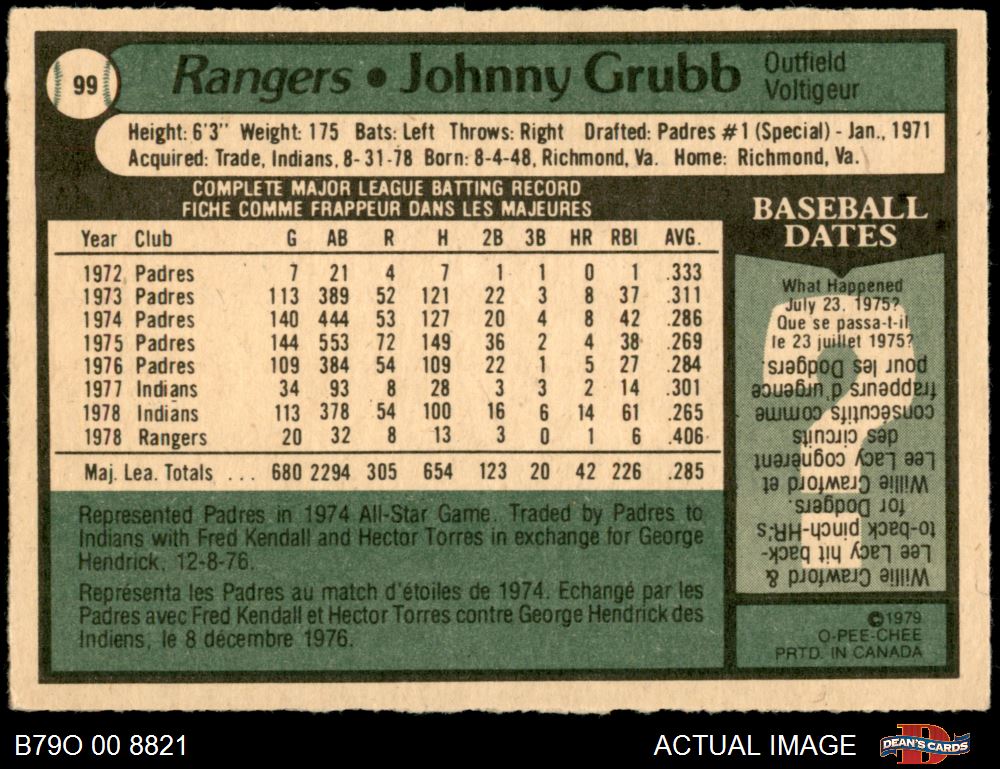 99
Rangers • Johnny Grubb
Outfield
Voltigeur
Height: 6'3" Weight: 175 Bats: Left Throws: Right Drafted: Padres #1 (Special) - Jan., 1971
Acquired: Trade, Indians, 8-31-78 Born: 8-4-48, Richmond, Va. Home: Richmond, Va.
COMPLETE MAJOR LEAGUE BATTING RECORD
FICHE COMME FRAPPEUR DANS LES MAJEURES
Year Club G AB R H 2B 3B HR RBI AVG.
1972 Padres 7 21 4 7 1 1 0 1 .333
1973 Padres 113 389 52 121 22 3 8 37 .311
1974 Padres 140 444 53 127 20 4 8 42 .286
1975 Padres 144 553 72 149 36 2 4 38 .269
1976 Padres 109 384 54 109 22 1 5 27 .284
1977 Indians 34 93 8 28 3 3 2 14 .301
1978 Indians 113 378 54 100 16 6 14 61 .265
1978 Rangers 20 32 8 13 3 0 1 6 .406
Maj. Lea. Totals ... 680 2294 305 654 123 20 42 226 .285
Represented Padres in 1974 All-Star Game. Traded by Padres to
Indians with Fred Kendall and Hector Torres in exchange for George
Hendrick, 12-8-76.
Représenta les Padres au match d'étoiles de 1974. Echangé par les
Padres avec Fred Kendall et Hector Torres contre George Hendrick des
Indiens, le 8 décembre 1976.
BASEBALL
DATES
What Happened
July 23, 1975?
Que se passa-t-il
le 23 juillet 1975?
Willie Crawford &
Lee Lacy hit back-
to-back pinch-HR's
for Dodgers.
Willie Crawford et
Lee Lacy cognèrent
des circuits
consécutifs comme
frappeurs d'urgence
pour les Dodgers
©1979
O-PEE-CHEE
PRTD. IN CANADA
B79O 00 8821
ACTUAL IMAGE
DEAN'S CARDS